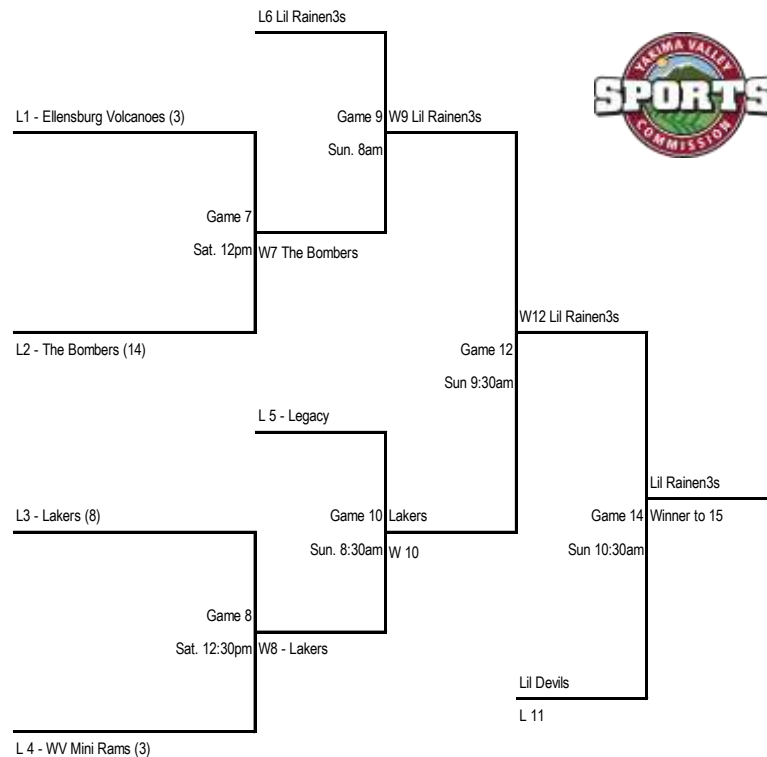 L6 Lil Rainen3s
YAKIMA VALLEY
SPORTS
COMMISSION
L1 - Ellensburg Volcanoes (3)
Game 9
W9 Lil Rainen3s
Sun. 8am
Game 7
Sat. 12pm
W7 The Bombers
W12 Lil Rainen3s
L2 - The Bombers (14)
Game 12
Sun 9:30am
L 5 - Legacy
Lil Rainen3s
L3 - Lakers (8)
Game 10
Lakers
Game 14
Winner to 15
Sun. 8:30am
W 10
Sun 10:30am
Game 8
Sat. 12:30pm
W8 - Lakers
Lil Devils
L 11
L 4 - WV Mini Rams (3)